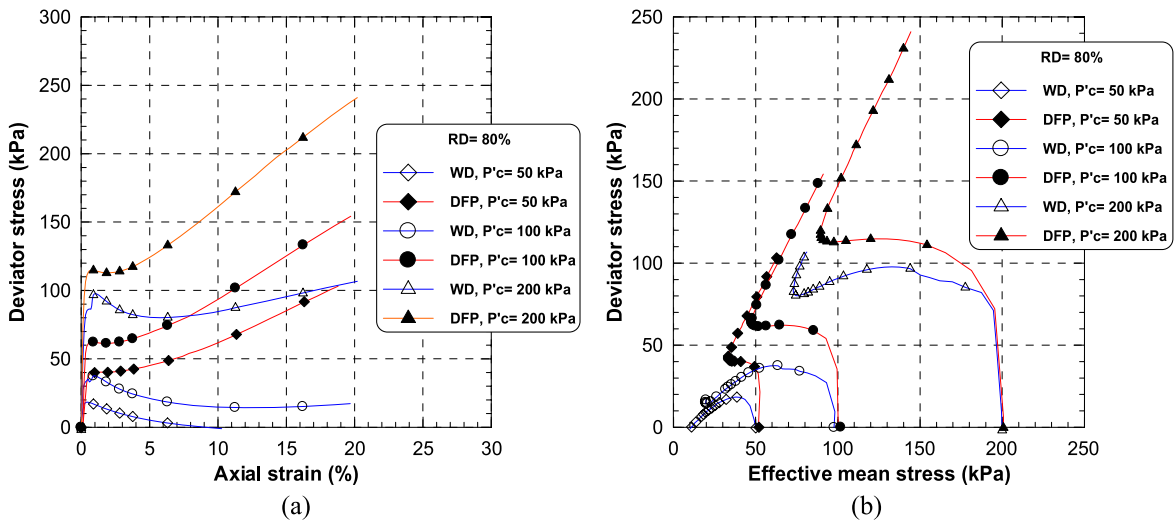 300
250
200
150
100
50
0
Deviator stress (kPa)
0
5
10
15
20
25
30
Axial strain (%)
RD= 80%
WD, P'c= 50 kPa
DFP, P'c= 50 kPa
WD, P'c= 100 kPa
DFP, P'c= 100 kPa
WD, P'c= 200 kPa
DFP, P'c= 200 kPa
(a)
250
200
150
100
50
0
Deviator stress (kPa)
0
50
100
150
200
250
Effective mean stress (kPa)
RD= 80%
WD, P'c= 50 kPa
DFP, P'c= 50 kPa
WD, P'c= 100 kPa
DFP, P'c= 100 kPa
WD, P'c= 200 kPa
DFP, P'c= 200 kPa
(b)